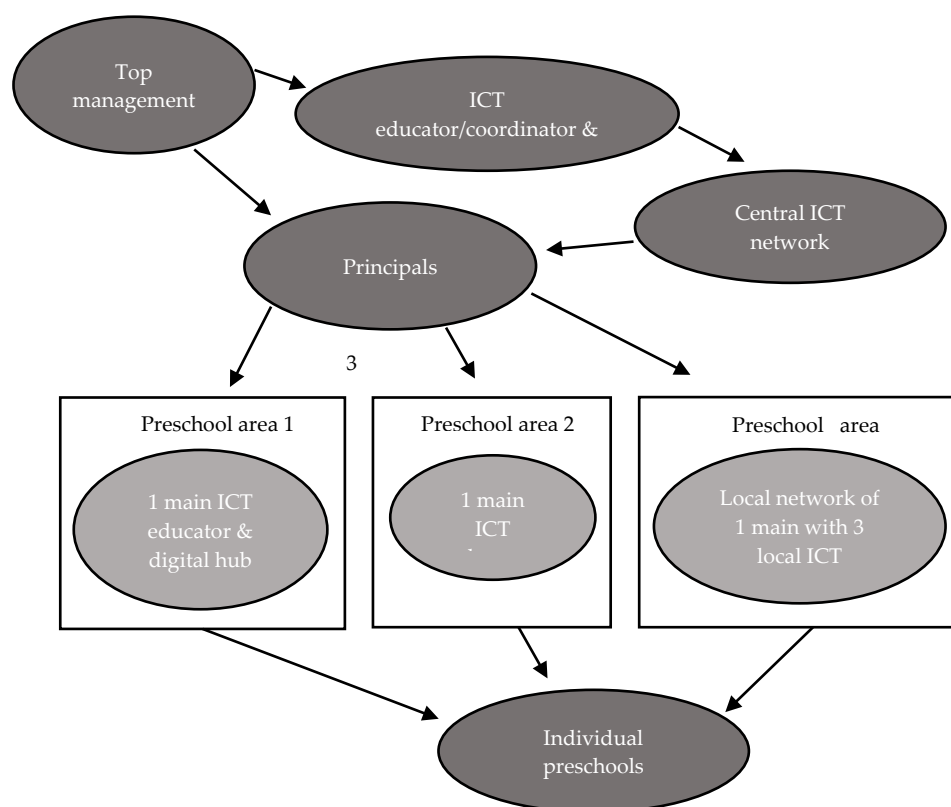 Top
management
ICT
educator/coordinator &
Central ICT
network
Principals
3
Preschool area 1
Preschool area 2
Preschool area
1 main ICT
educator &
digital hub
1 main
ICT
Local network of
1 main with 3
local ICT
Individual
preschools